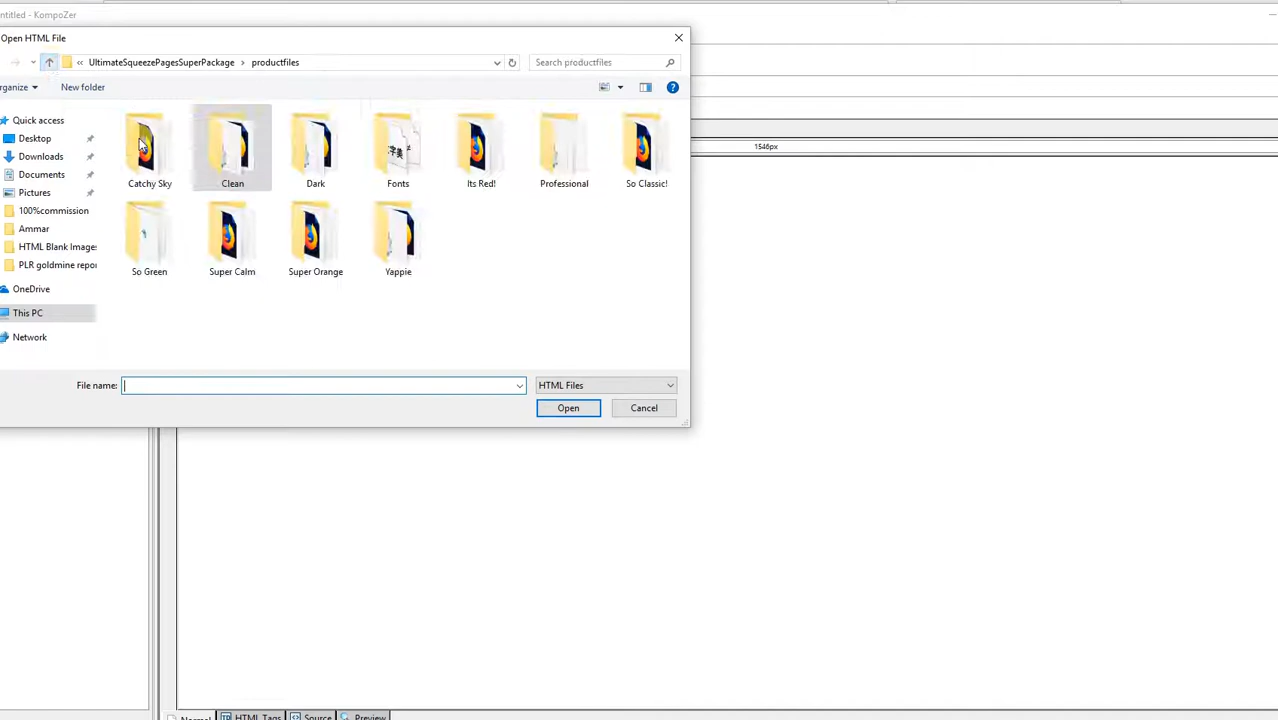 ntitled - KompoZer
Open HTML File
« UltimateSqueezePagesSuperPackage › productfiles
Search productfiles
rganize
New folder
Quick access
Desktop
Downloads
Documents
Pictures
100%commission
Ammar
HTML Blank Images
PLR goldmine repor
OneDrive
This PC
Network
Catchy Sky
Clean
Dark
Fonts
Its Red!
Professional
So Classic!
So Green
Super Calm
Super Orange
Yappie
File name:
HTML Files
Open
Cancel
1546px
Normal
HTML Tags
Source
Preview